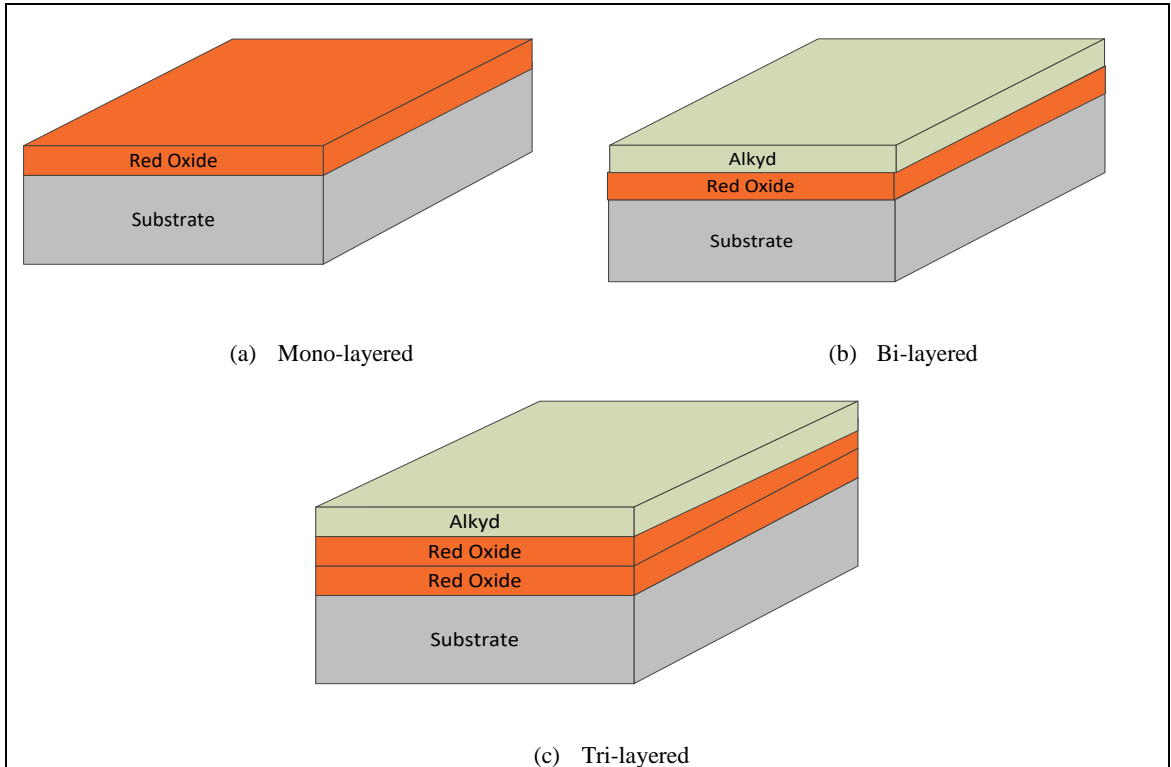 Red Oxide
Substrate
(a) Mono-layered
Alkyd
Red Oxide
Substrate
(b) Bi-layered
Alkyd
Red Oxide
Red Oxide
Substrate
(c) Tri-layered